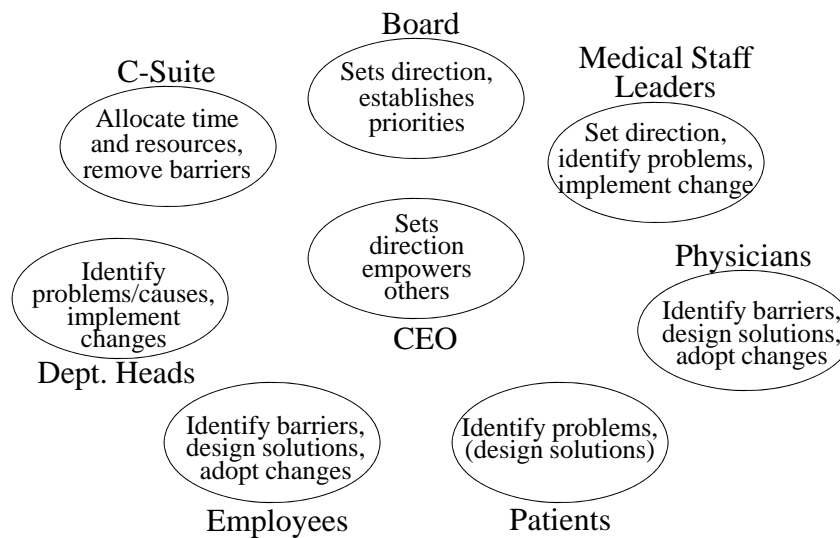 Board
Sets direction,
establishes
priorities
C-Suite
Allocate time
and resources,
remove barriers
Medical Staff
Leaders
Set direction,
identify problems,
implement change
Sets
direction
empowers
others
CEO
Identify
problems/causes,
implement
changes
Dept. Heads
Physicians
Identify barriers,
design solutions,
adopt changes
Identify barriers,
design solutions,
adopt changes
Employees
Identify problems,
(design solutions)
Patients